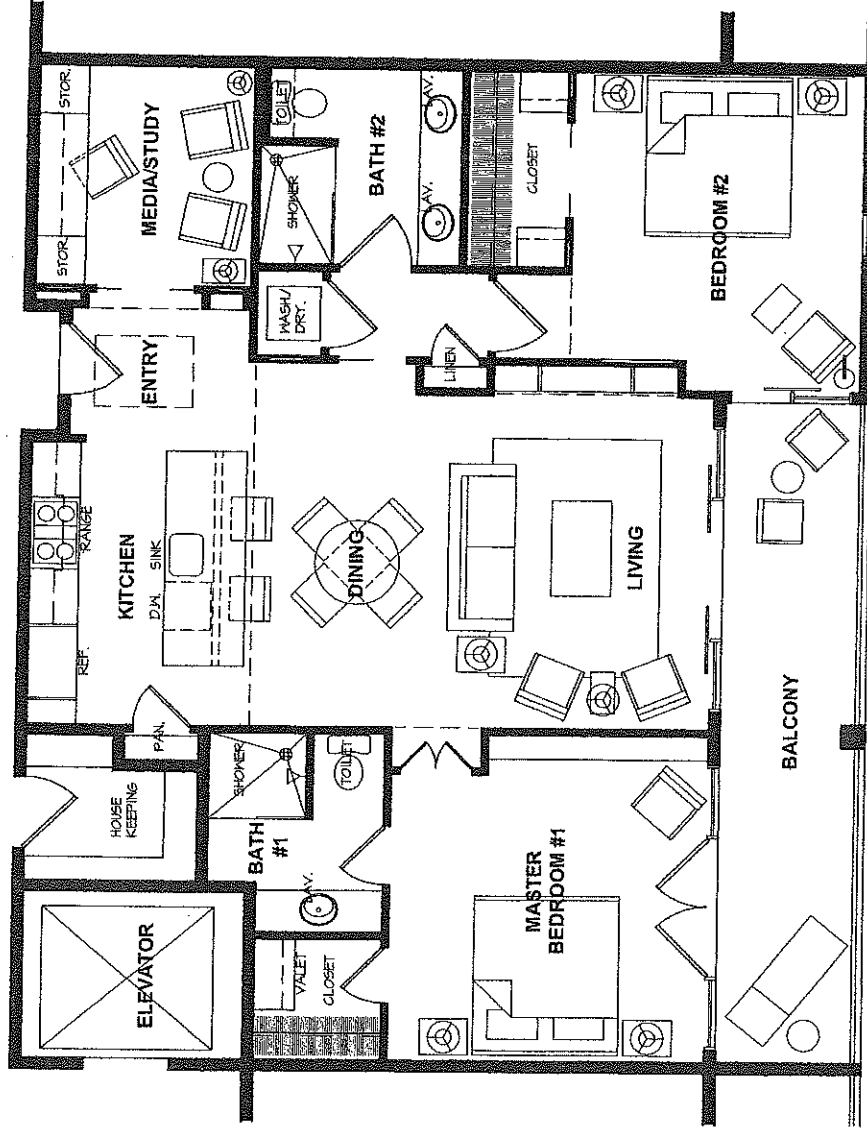 ELEVATOR
HOUSE
KEEPING
PAN.
REF.
RANGE
KITCHEN
D.W.
SINK
ENTRY
STOR.
STOR.
MEDIA/STUDY
VALET
CLOSET
LAV.
BATH
#1
SHOWER
TOILET
DINING
WASH/
DRY.
SHOWER
TOILET
BATH #2
LAV.
LAV.
LINEN
CLOSET
MASTER
BEDROOM #1
LIVING
BEDROOM #2
BALCONY